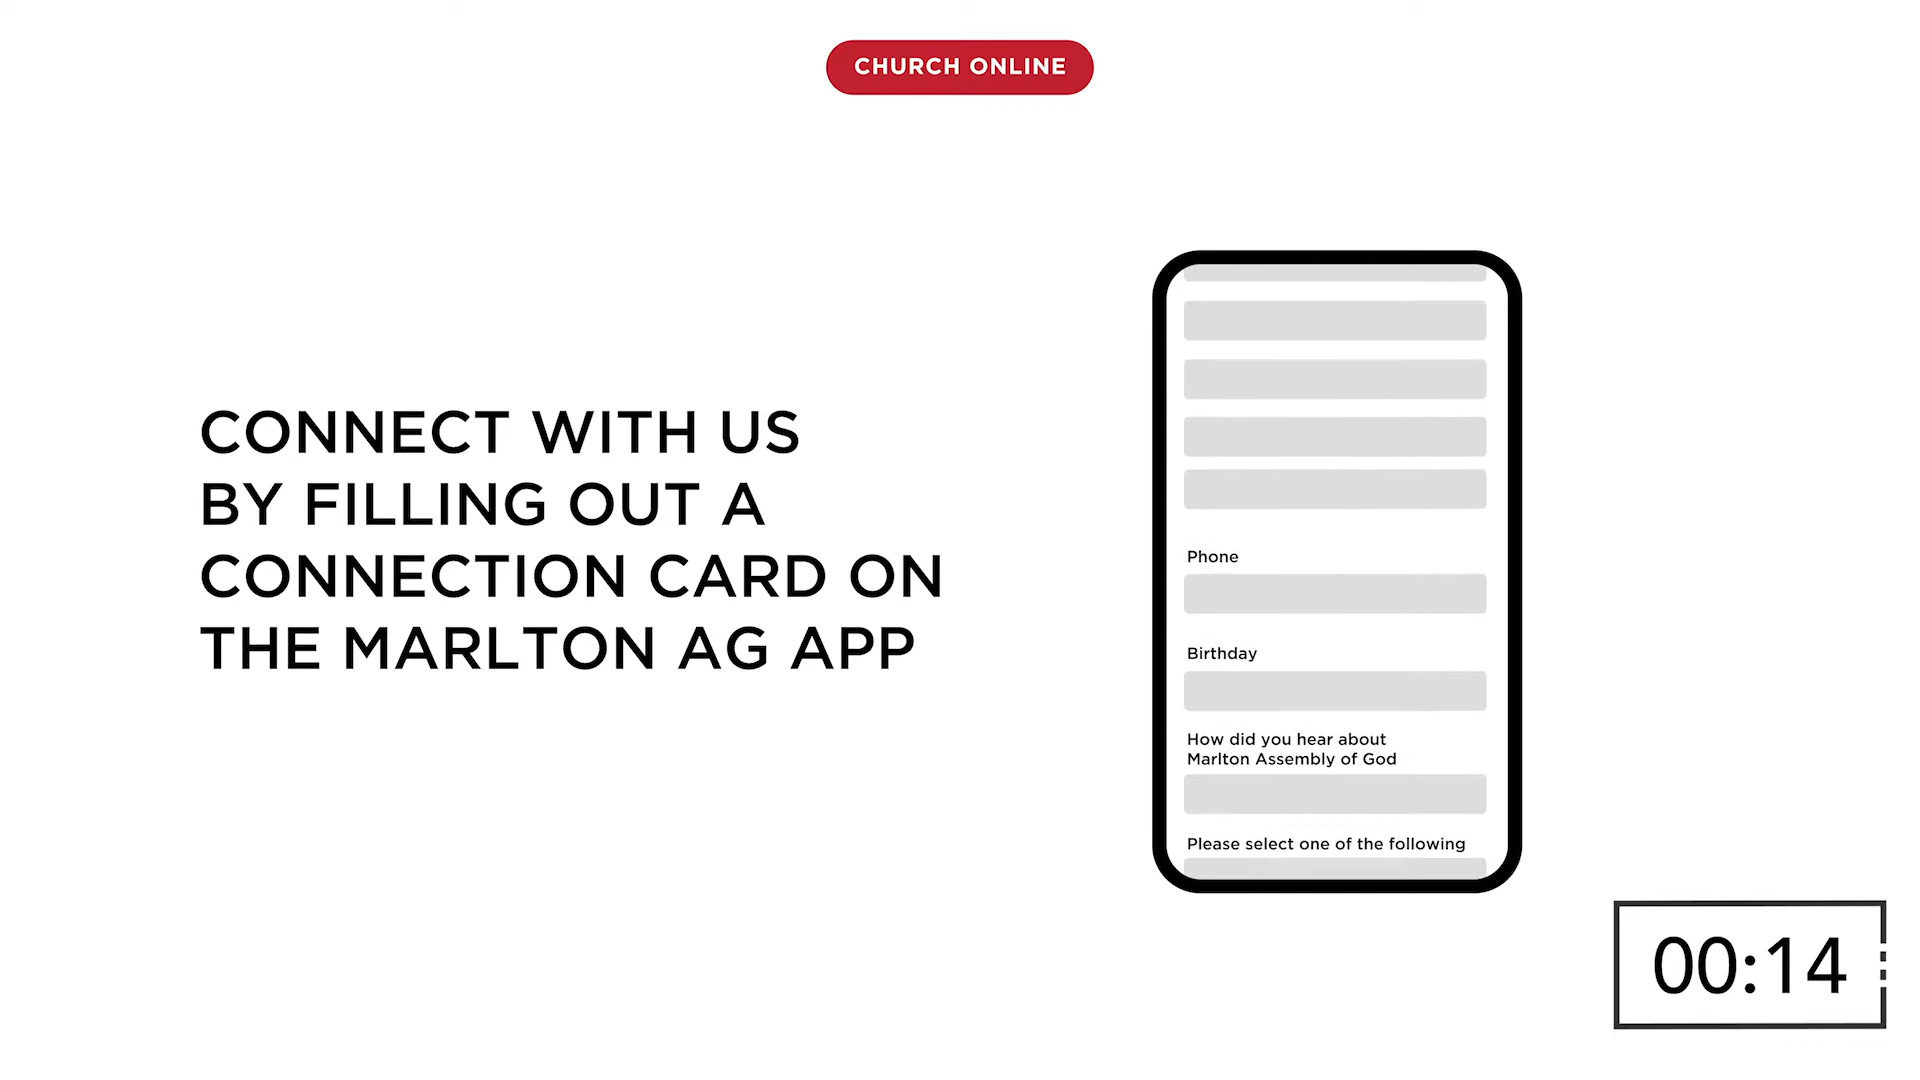 CHURCH ONLINE
CONNECT WITH US
BY FILLING OUT A
CONNECTION CARD ON
THE MARLTON AG APP
Phone
Birthday
How did you hear about
Marlton Assembly of God
Please select one of the following
00:14